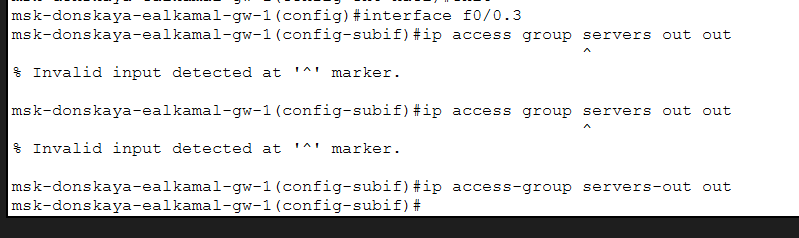 msk-donskaya-ealkamal-gw-1(config)#interface f0/0.3
msk-donskaya-ealkamal-gw-1(config-subif)#ip access group servers out out
^
% Invalid input detected at '^' marker.
msk-donskaya-ealkamal-gw-1(config-subif)#ip access group servers out out
^
% Invalid input detected at '^' marker.
msk-donskaya-ealkamal-gw-1(config-subif)#ip access-group servers-out out
msk-donskaya-ealkamal-gw-1(config-subif)#